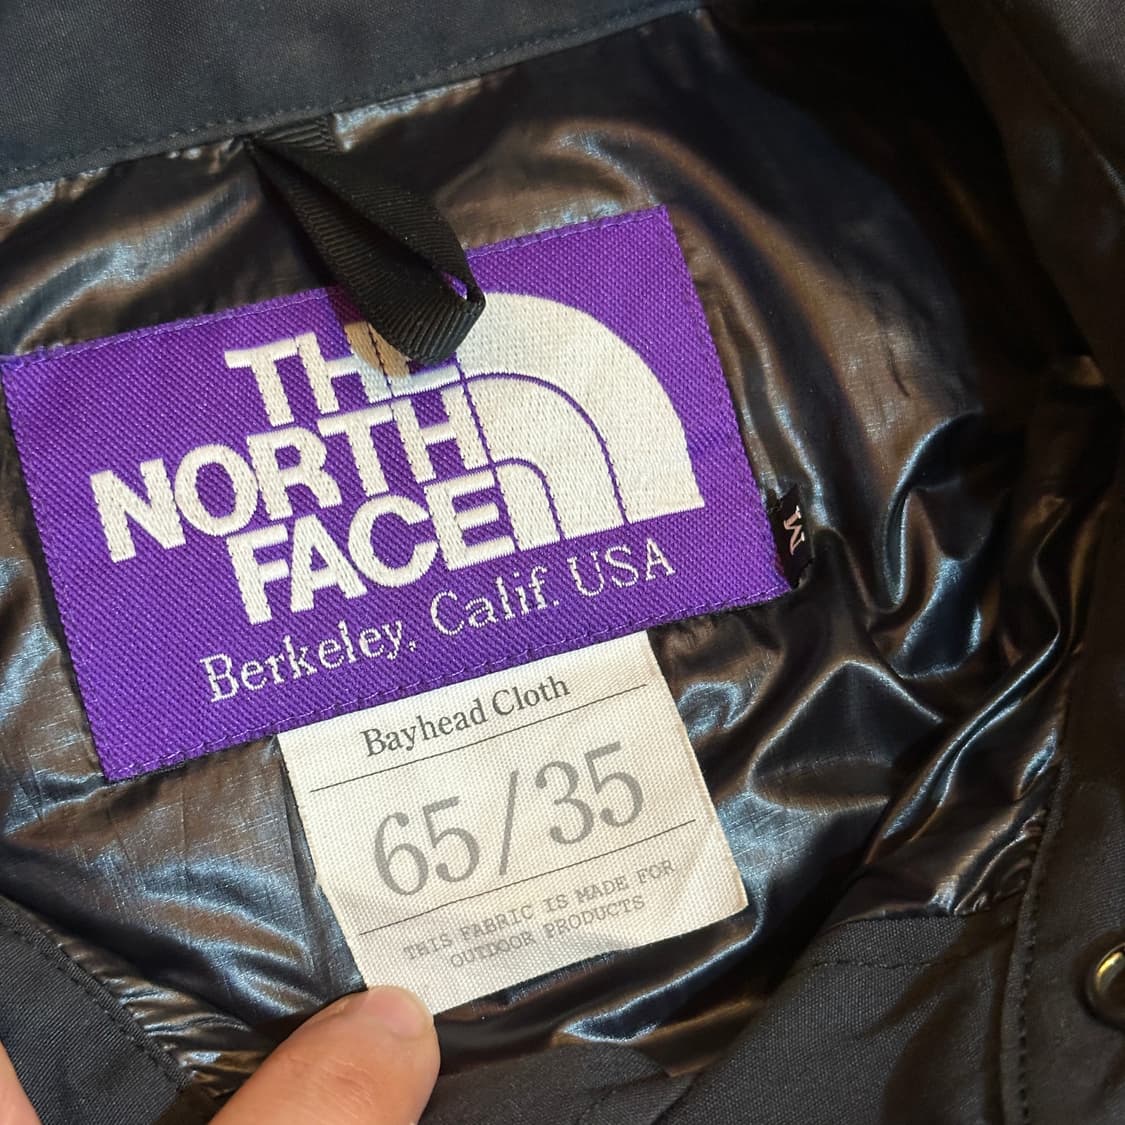 THE
NORTH
FACE
Berkeley, Calif. USA
M
Bayhead Cloth
65/35
THIS FABRIC IS MADE FOR
OUTDOOR PRODUCTS